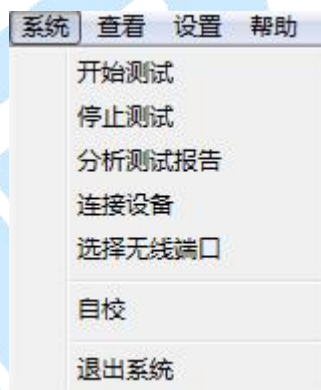 系统 查看 设置 帮助
开始测试
停止测试
分析测试报告
连接设备
选择无线端口
自校
退出系统